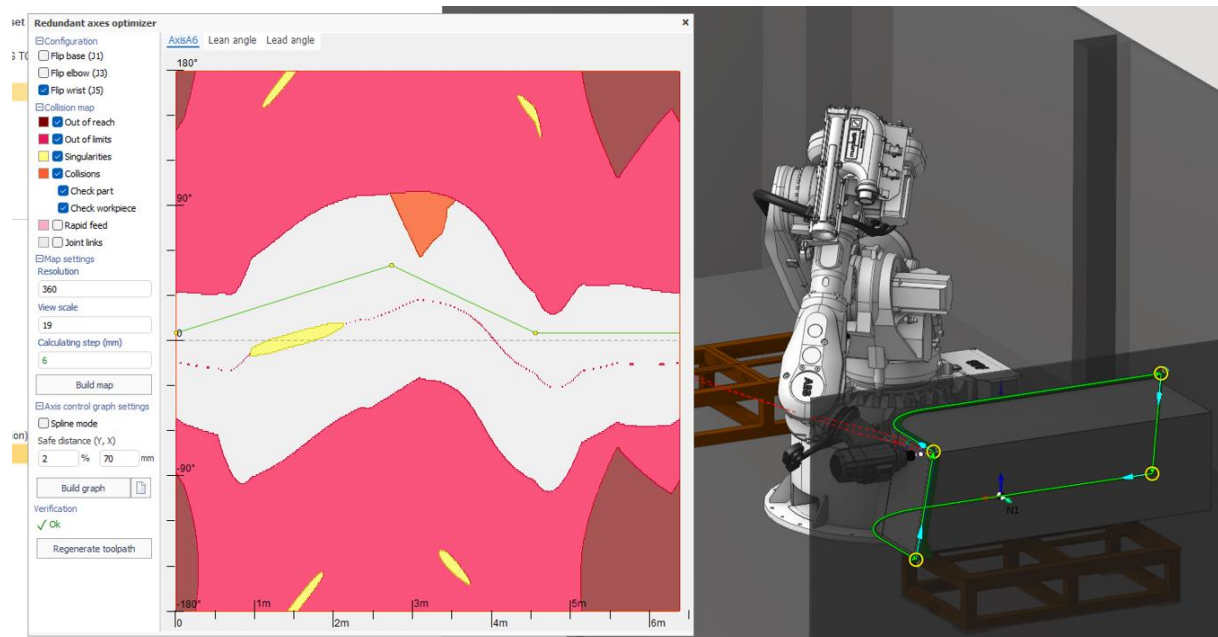 set
Redundant axes optimizer
×
Configuration
Flip base (J1)
Flip elbow (J3)
Flip wrist (J5)
Collision map
Out of reach
Out of limits
Singularities
Collisions
Check part
Check workpiece
Rapid feed
Joint links
Map settings
Resolution
360
View scale
19
Calculating step (mm)
6
Build map
Axis control graph settings
Spline mode
Safe distance (Y, X)
2 % 70 mm
Build graph
Verification
Ok
Regenerate toolpath
AxisA6 Lean angle Lead angle
180°
90°
0
-90°
-180°
0 1m 2m 3m 4m 5m 6m
ion)
ABB
N1